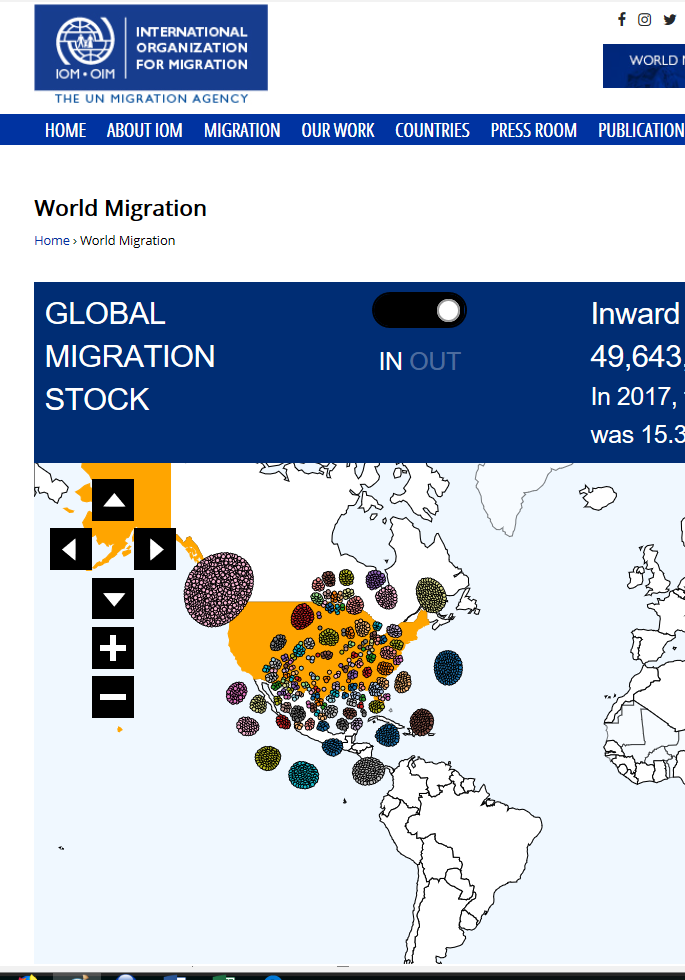 INTERNATIONAL
ORGANIZATION
FOR MIGRATION
IOM • OIM
THE UN MIGRATION AGENCY
WORLD
HOME ABOUT IOM MIGRATION OUR WORK COUNTRIES PRESS ROOM PUBLICATION
World Migration
Home › World Migration
GLOBAL
MIGRATION
STOCK
IN OUT
Inward
49,643,
In 2017,
was 15.3